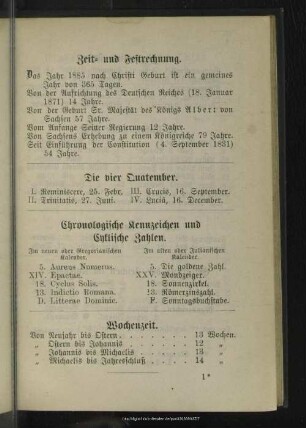 Zeit- und Festrechnung.
Das Jahr 1885 nach Christi Geburt ist ein gemeines
Jahr von 365 Tagen.
Von der Aufrichtung des Deutschen Reiches (18. Januar
1871) 14 Jahre.
Von der Geburt Sr. Majestät des Königs Albert von
Sachsen 57 Jahre.
Vom Anfange Seiner Regierung 12 Jahre.
Von Sachsens Erhebung zu einem Königreiche 79 Jahre.
Seit Einführung der Constitution (4. September 1831)
54 Jahre.
Die vier Quatember.
I. Reminiscere, 25. Febr. III. Crucis, 16. September.
II. Trinitatis, 27. Juni. IV. Luciä, 16. December.
Chronologische Kennzeichen und
Cyklische Zahlen.
Im neuen oder Gregorianischen Kalender.
5. Aureus Numerus.
XIV. Epactae.
18. Cyclus Solis.
13. Indictio Romana.
D. Litterae Dominic.
Im alten oder Julianischen Kalender.
5. Die goldene Zahl.
XXV. Mondzeiger.
18. Sonnenzirkel.
13. Römerzinszahl.
F. Sonntagsbuchstabe.
Wochenzeit.
Von Neujahr bis Ostern . . . . . . 13 Wochen.
„ Ostern bis Johannis . . . . . . 12 „
„ Johannis bis Michaelis . . . . . 13 „
„ Michaelis bis Jahresschluß . . . . 14 „
1*